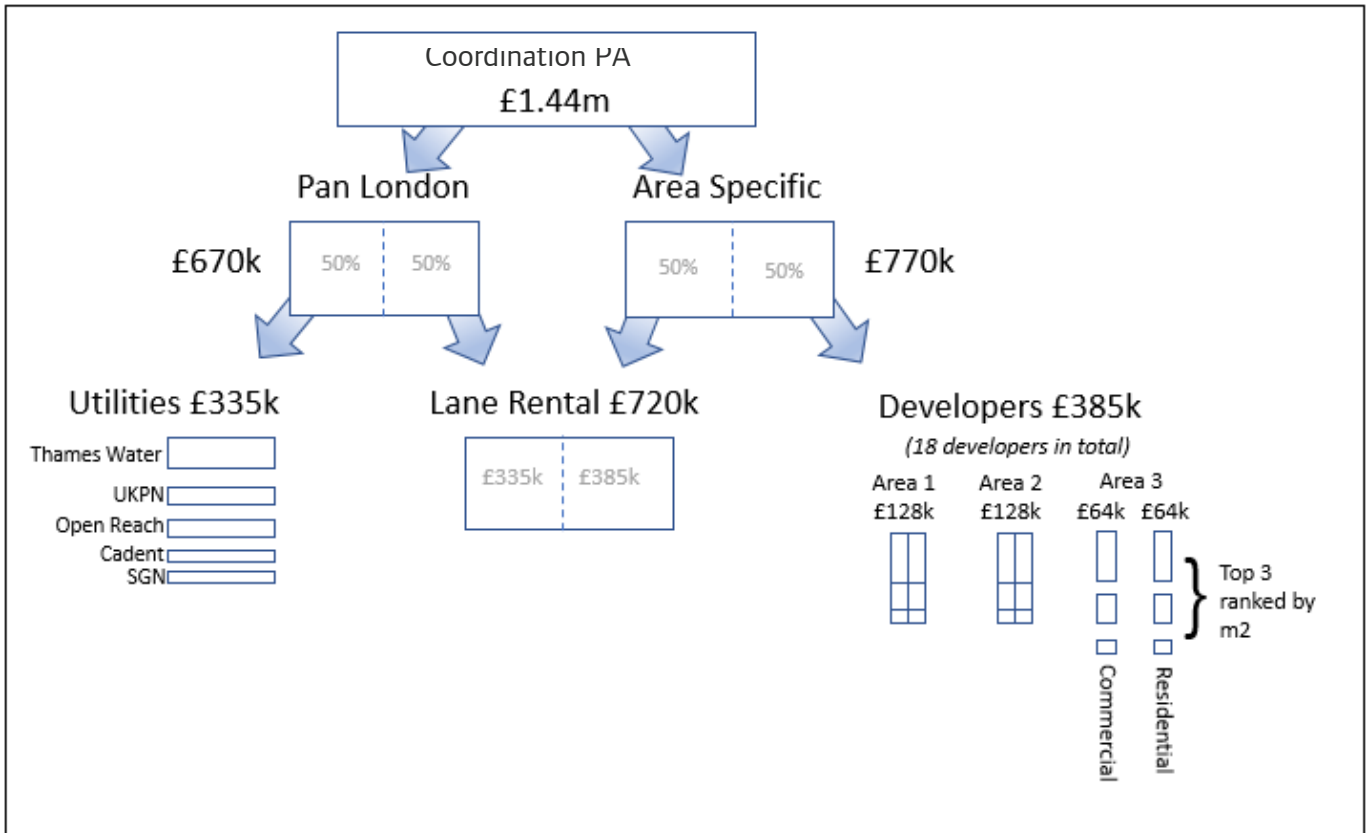 Coordination PA
£1.44m
Pan London
Area Specific
£670k
50%
50%
50%
50%
£770k
Utilities £335k
Thames Water
UKPN
Open Reach
Cadent
SGN
Lane Rental £720k
£335k
£385k
Developers £385k
(18 developers in total)
Area 1
£128k
Area 2
£128k
Area 3
£64k £64k
Top 3
ranked by
m2
Commercial
Residential